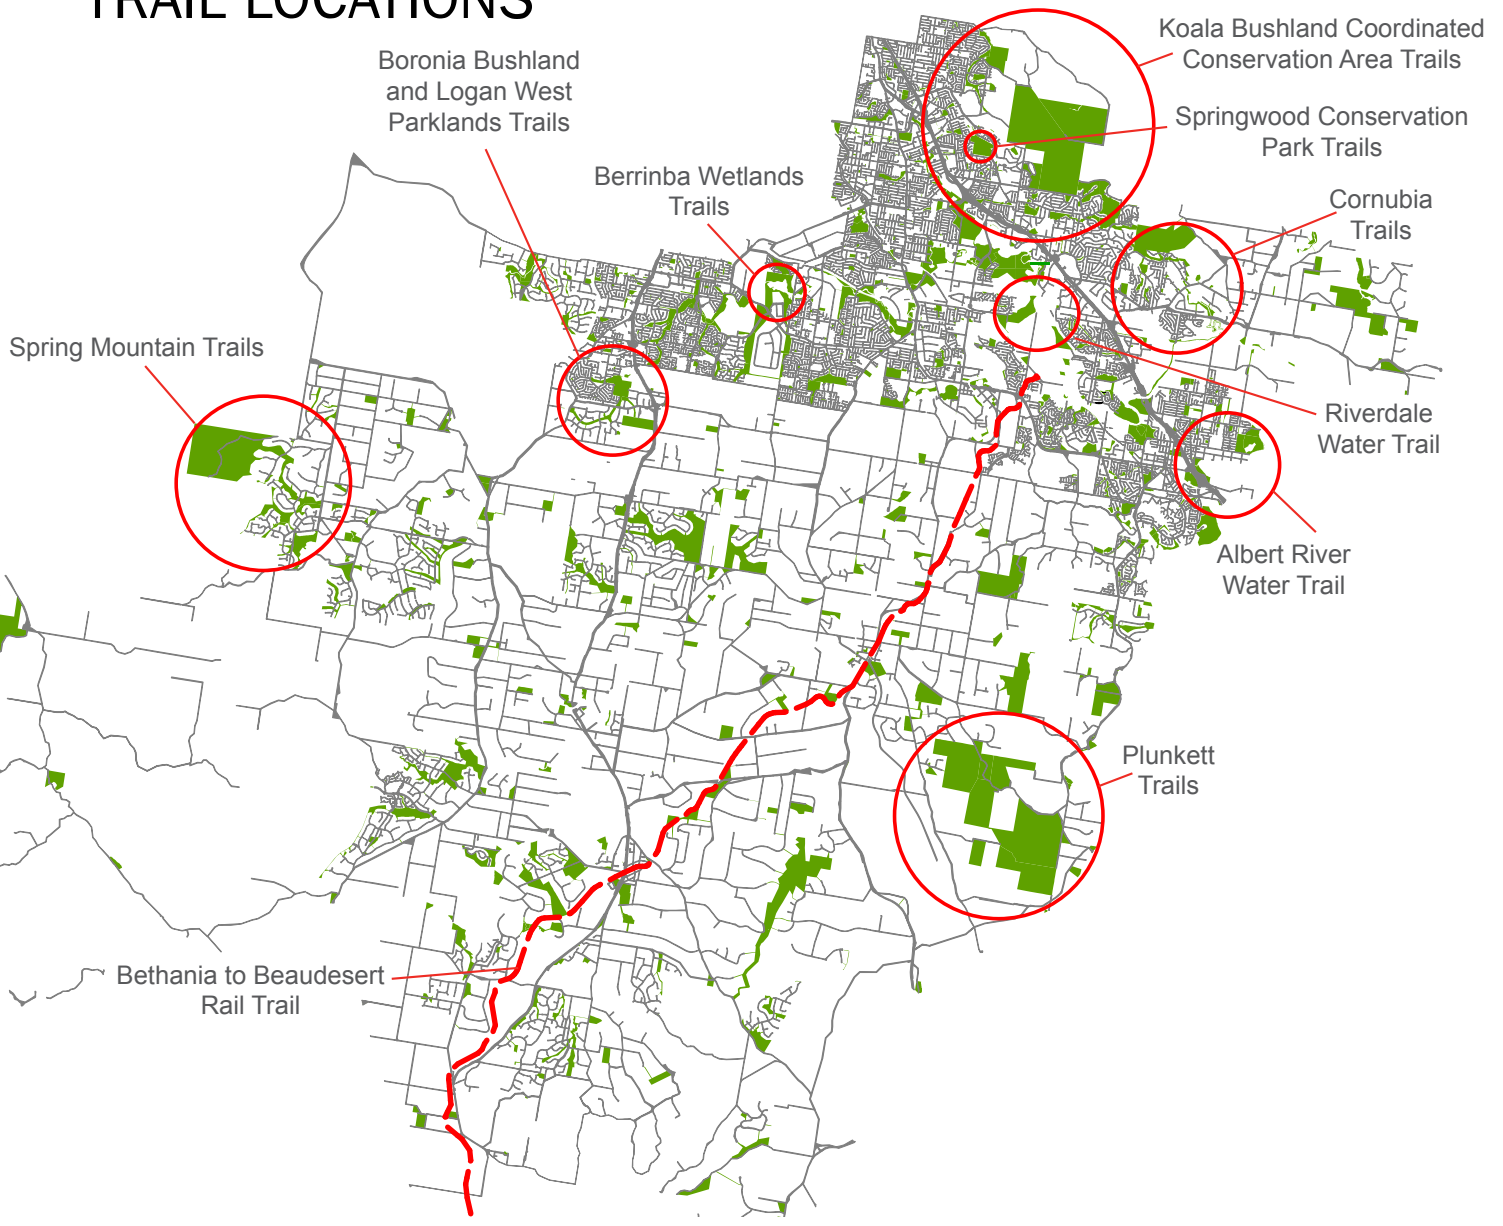 TRAIL LOCATIONS
Koala Bushland Coordinated
Conservation Area Trails
Boronia Bushland
and Logan West
Parklands Trails
Springwood Conservation
Park Trails
Berrinba Wetlands
Trails
Cornubia
Trails
Spring Mountain Trails
Riverdale
Water Trail
Albert River
Water Trail
Plunkett
Trails
Bethania to Beaudesert
Rail Trail